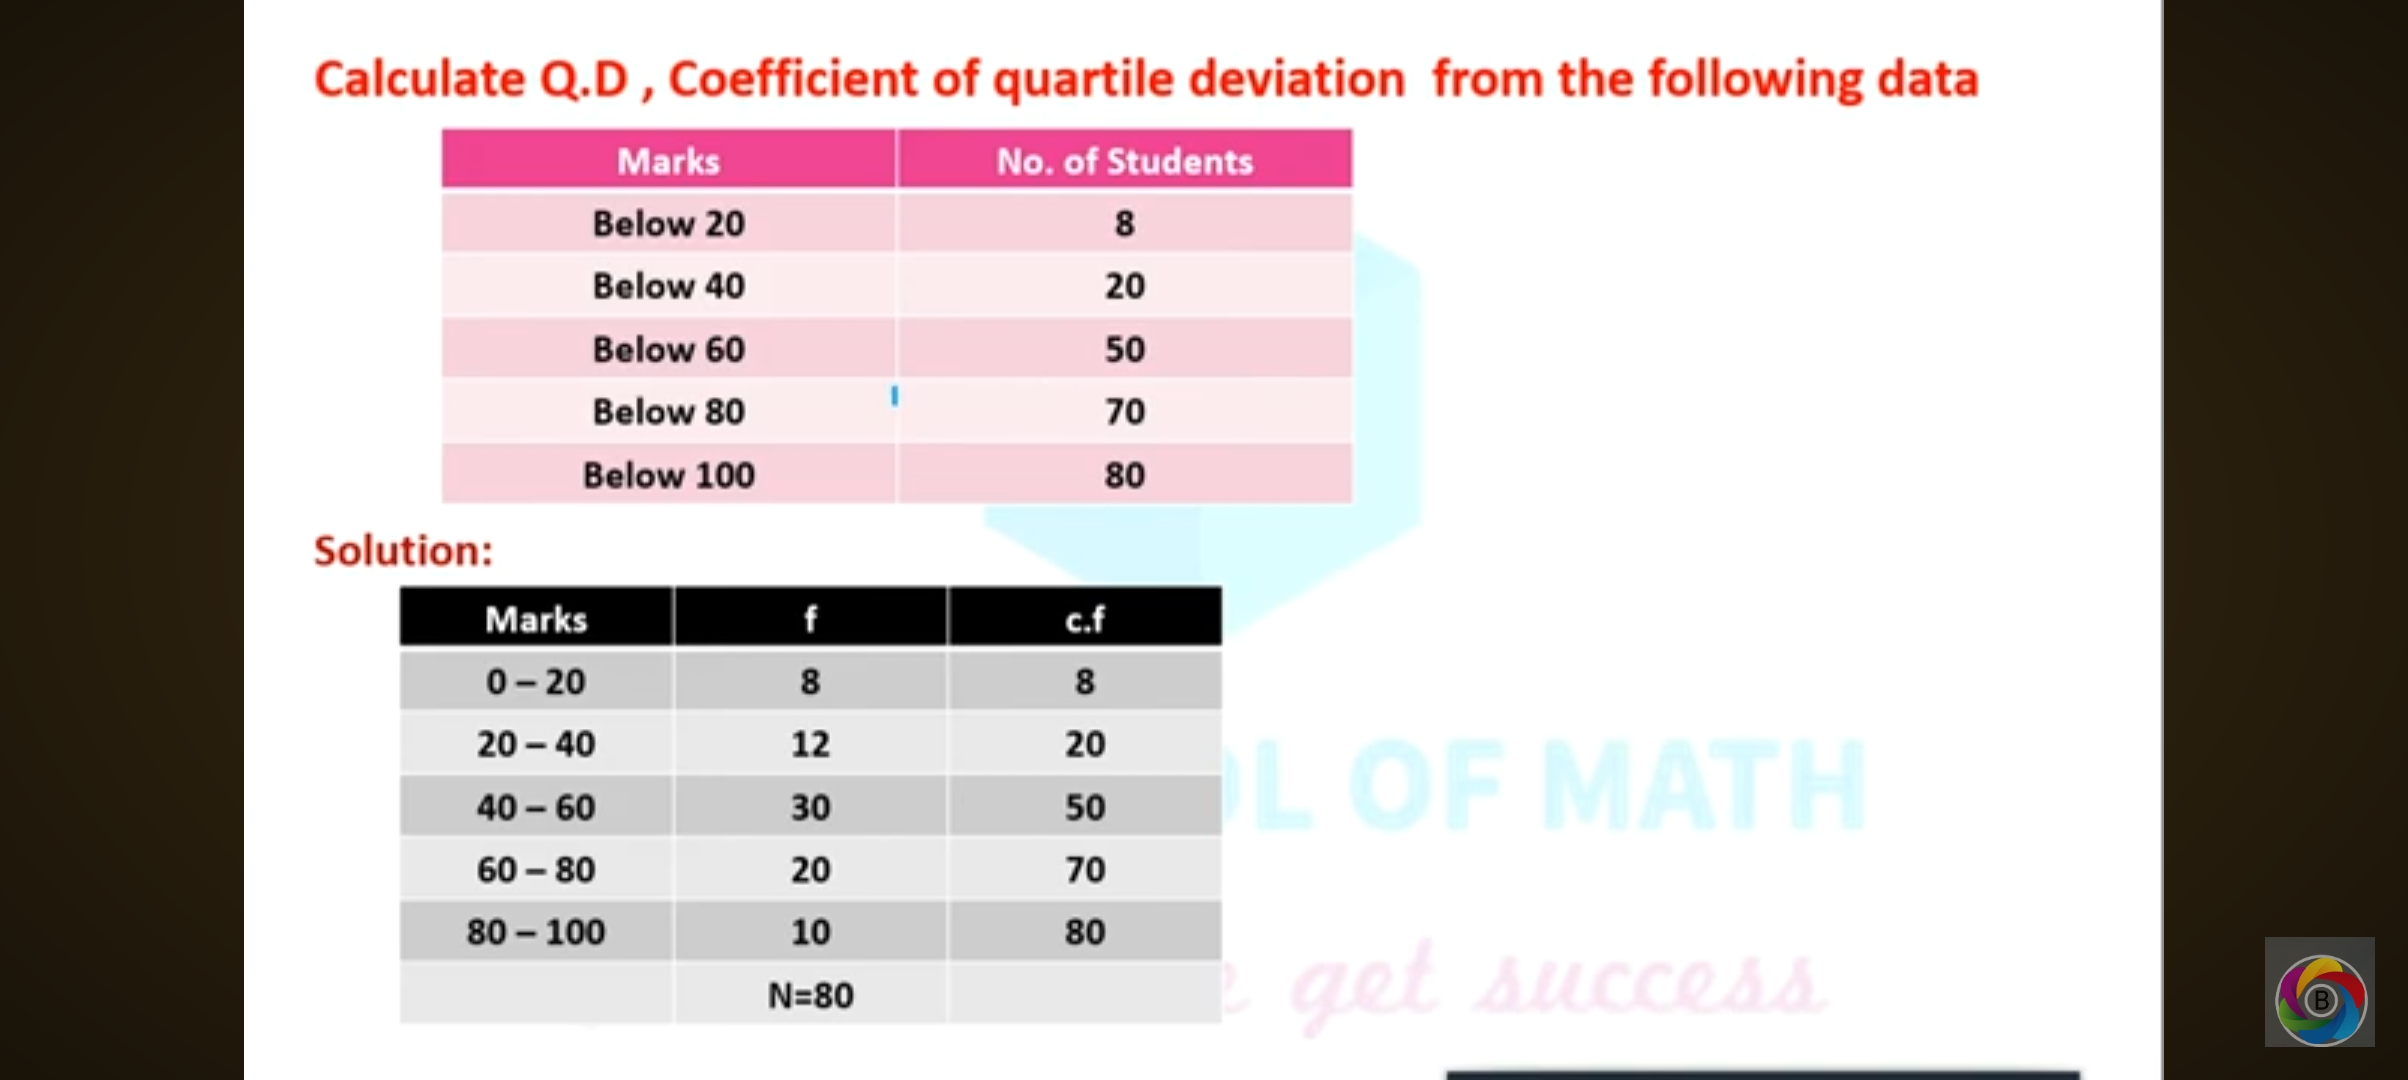 Calculate Q.D , Coefficient of quartile deviation from the following data
Marks No. of Students
Below 20 8
Below 40 20
Below 60 50
Below 80 70
Below 100 80
Solution:
Marks f c.f
0 – 20 8 8
20 – 40 12 20
40 – 60 30 50
60 – 80 20 70
80 – 100 10 80
N=80
OF MATH
get success
B